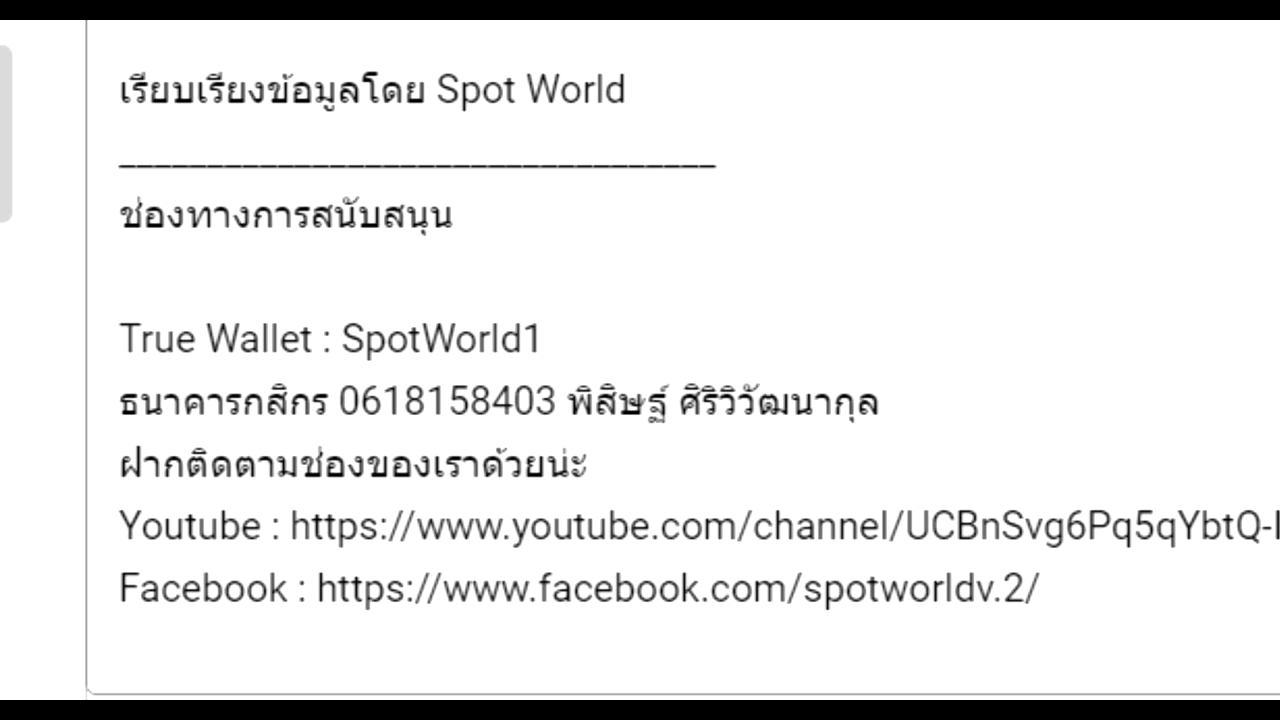 เรียบเรียงข้อมูลโดย Spot World
__________________________________
ช่องทางการสนับสนุน
True Wallet : SpotWorld1
ธนาคารกสิกร 0618158403 พิสิษฐ์ ศิริวิวัฒนากุล
ฝากติดตามช่องของเราด้วยน่ะ
Youtube : https://www.youtube.com/channel/UCBnSvg6Pq5qYbtQ-
Facebook : https://www.facebook.com/spotworldv.2/